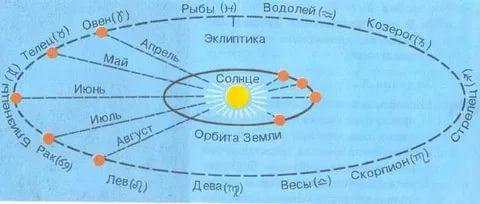 Рыбы (♓)
Водолей (♒)
Козерог (♑)
Овен (♈)
Телец (♉)
Близнецы (♊)
Эклиптика
Стрелец (♐)
Апрель
Май
Июнь
Июль
Август
Солнце
Орбита Земли
Рак (♋)
Лев (♌)
Дева (♍)
Весы (♎)
Скорпион (♏)